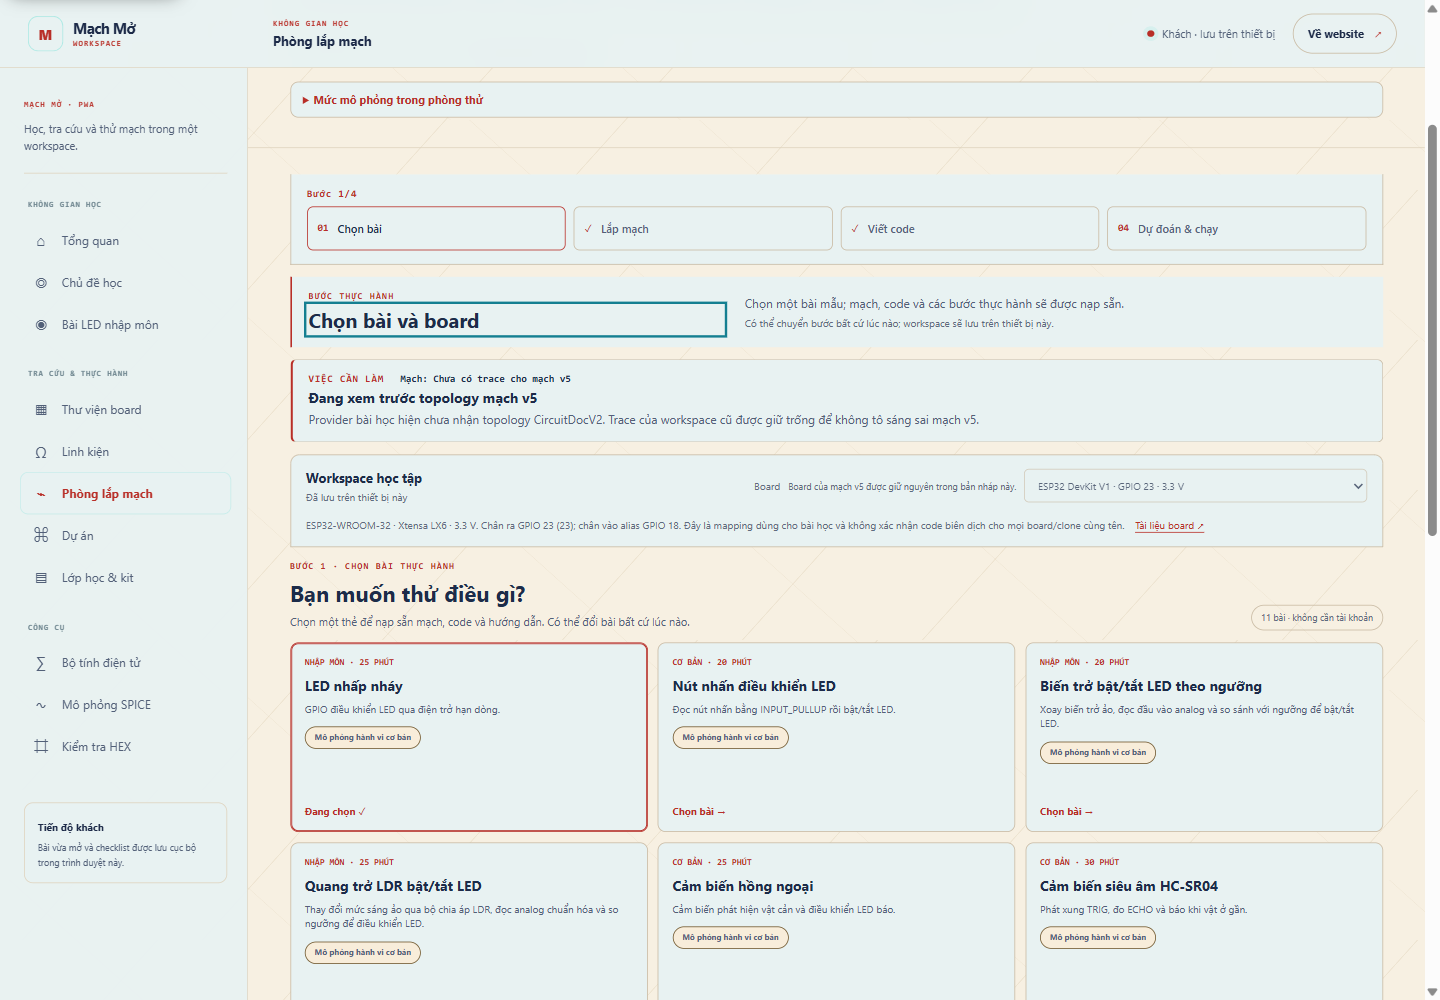 M
Mạch Mở
WORKSPACE
KHÔNG GIAN HỌC
Phòng lắp mạch
Khách · lưu trên thiết bị
Về website ↗
MẠCH MỞ · PWA
Học, tra cứu và thử mạch trong một
workspace.
KHÔNG GIAN HỌC
Tổng quan
Chủ đề học
Bài LED nhập môn
TRA CỨU & THỰC HÀNH
Thư viện board
Linh kiện
Phòng lắp mạch
Dự án
Lớp học & kit
CÔNG CỤ
Bộ tính điện tử
Mô phỏng SPICE
Kiểm tra HEX
Tiến độ khách
Bài vừa mở và checklist được lưu cục bộ
trong trình duyệt này.
▶ Mức mô phỏng trong phòng thử
Bước 1/4
01 Chọn bài
✓ Lắp mạch
✓ Viết code
04 Dự đoán & chạy
BƯỚC THỰC HÀNH
Chọn bài và board
Chọn một bài mẫu; mạch, code và các bước thực hành sẽ được nạp sẵn.
Có thể chuyển bước bất cứ lúc nào; workspace sẽ lưu trên thiết bị này.
VIỆC CẦN LÀM Mạch: Chưa có trace cho mạch v5
Đang xem trước topology mạch v5
Provider bài học hiện chưa nhận topology CircuitDocV2. Trace của workspace cũ được giữ trống để không tô sáng sai mạch v5.
Workspace học tập
Đã lưu trên thiết bị này
Board Board của mạch v5 được giữ nguyên trong bản nháp này.
ESP32 DevKit V1 · GPIO 23 · 3.3 V
ESP32-WROOM-32 · Xtensa LX6 · 3.3 V. Chân ra GPIO 23 (23); chân vào alias GPIO 18. Đây là mapping dùng cho bài học và không xác nhận code biên dịch cho mọi board/clone cùng tên. Tài liệu board ↗
BƯỚC 1 · CHỌN BÀI THỰC HÀNH
Bạn muốn thử điều gì?
Chọn một thẻ để nạp sẵn mạch, code và hướng dẫn. Có thể đổi bài bất cứ lúc nào.
11 bài · không cần tài khoản
NHẬP MÔN · 25 PHÚT
LED nhấp nháy
GPIO điều khiển LED qua điện trở hạn dòng.
Mô phỏng hành vi cơ bản
Đang chọn ✓
CƠ BẢN · 20 PHÚT
Nút nhấn điều khiển LED
Đọc nút nhấn bằng INPUT_PULLUP rồi bật/tắt LED.
Mô phỏng hành vi cơ bản
Chọn bài →
NHẬP MÔN · 20 PHÚT
Biến trở bật/tắt LED theo ngưỡng
Xoay biến trở ảo, đọc đầu vào analog và so sánh với ngưỡng để bật/tắt
LED.
Mô phỏng hành vi cơ bản
Chọn bài →
NHẬP MÔN · 25 PHÚT
Quang trở LDR bật/tắt LED
Thay đổi mức sáng ảo qua bộ chia áp LDR, đọc analog chuẩn hóa và so
ngưỡng để điều khiển LED.
Mô phỏng hành vi cơ bản
CƠ BẢN · 25 PHÚT
Cảm biến hồng ngoại
Cảm biến phát hiện vật cản và điều khiển LED báo.
Mô phỏng hành vi cơ bản
CƠ BẢN · 30 PHÚT
Cảm biến siêu âm HC-SR04
Phát xung TRIG, đo ECHO và báo khi vật ở gần.
Mô phỏng hành vi cơ bản